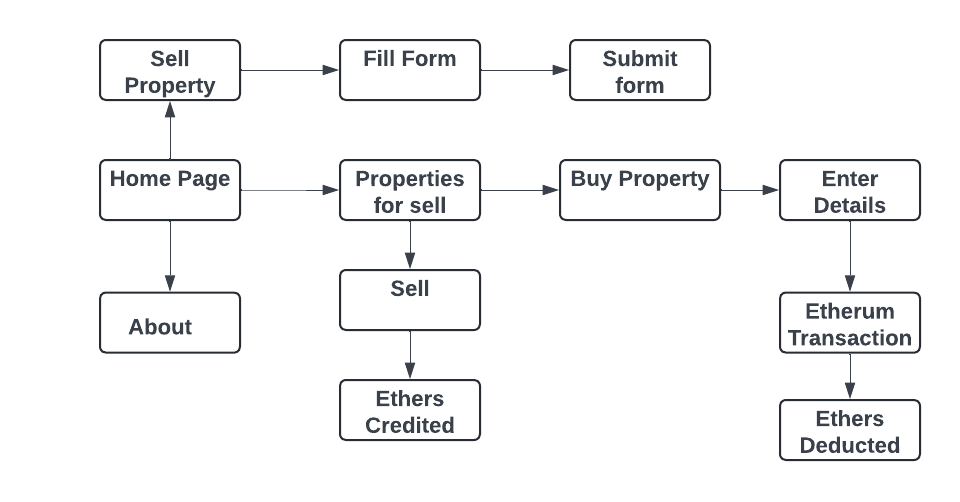 Sell
Property
Fill Form
Submit
form
Home Page
Properties
for sell
Buy Property
Enter
Details
Sell
About
Etherum
Transaction
Ethers
Credited
Ethers
Deducted